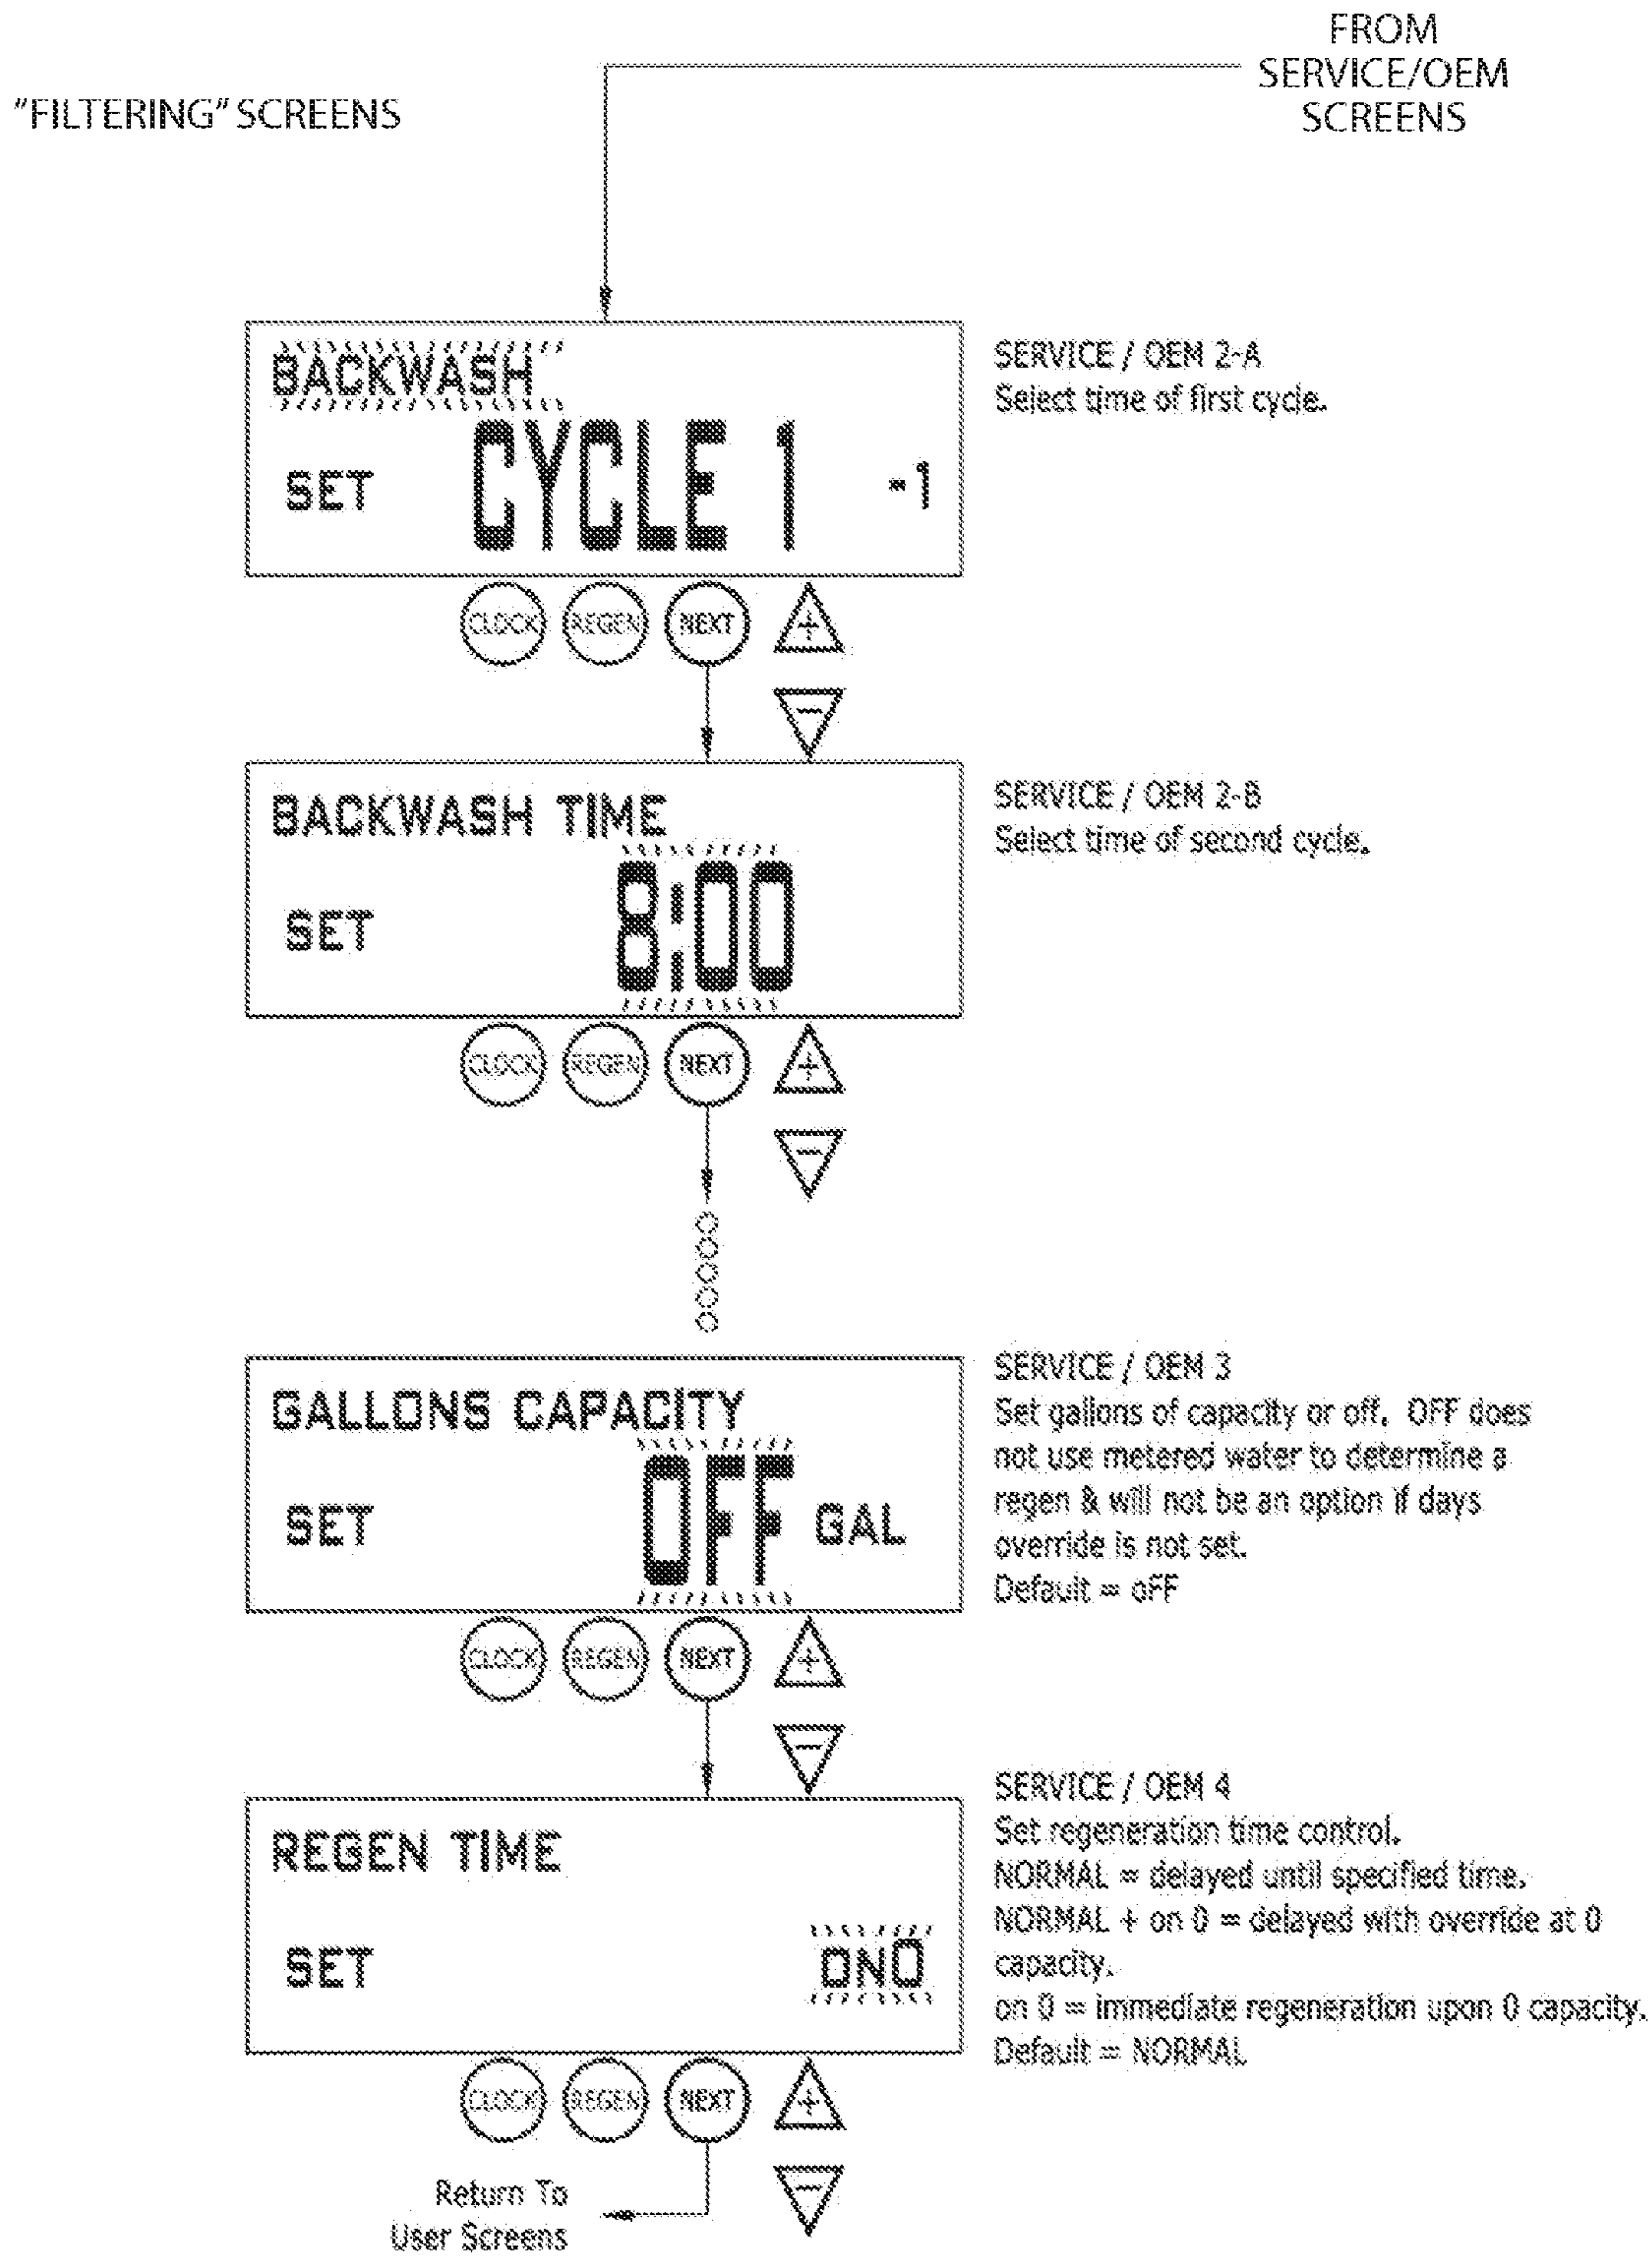 FROM
SERVICE/OEM
SCREENS
"FILTERING" SCREENS
BACKWASH
SET CYCLE 1 -1
SERVICE / OEM 2-A
Select time of first cycle.
CLOCK REGEN NEXT +
-
BACKWASH TIME
SET 8:00
SERVICE / OEM 2-B
Select time of second cycle.
CLOCK REGEN NEXT +
-
GALLONS CAPACITY
SET OFF GAL
SERVICE / OEM 3
Set gallons of capacity or off. OFF does
not use metered water to determine a
regen & will not be an option if days
override is not set.
Default = oFF
CLOCK REGEN NEXT +
-
REGEN TIME
SET ON0
SERVICE / OEM 4
Set regeneration time control.
NORMAL = delayed until specified time.
NORMAL + on 0 = delayed with override at 0
capacity.
on 0 = immediate regeneration upon 0 capacity.
Default = NORMAL
CLOCK REGEN NEXT +
-
Return To
User Screens